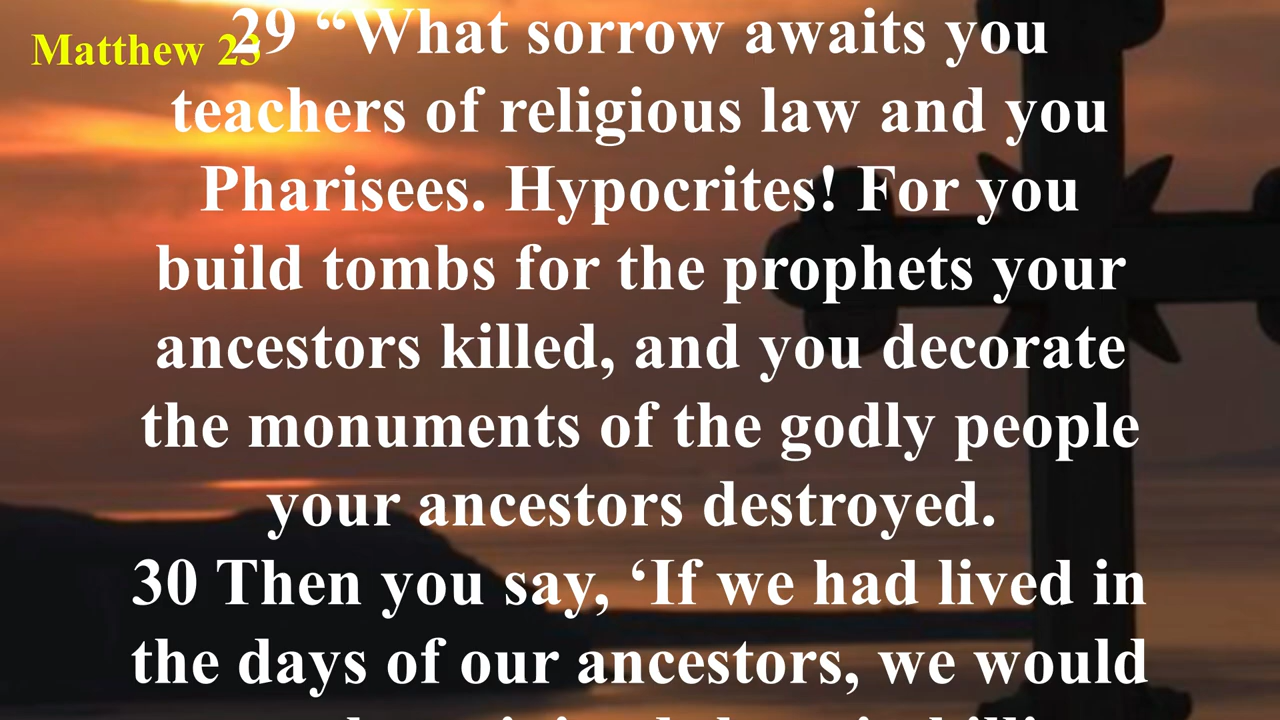 Matthew 23
29 “What sorrow awaits you
teachers of religious law and you
Pharisees. Hypocrites! For you
build tombs for the prophets your
ancestors killed, and you decorate
the monuments of the godly people
your ancestors destroyed.
30 Then you say, ‘If we had lived in
the days of our ancestors, we would